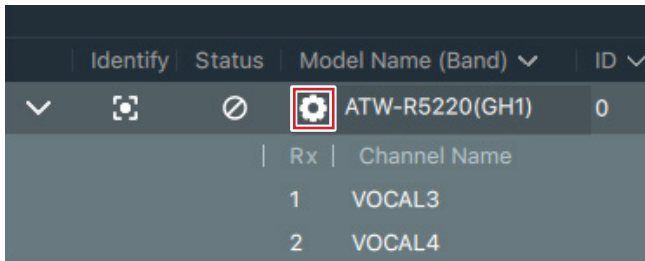 Identify Status Model Name (Band) ID
ATW-R5220(GH1) 0
Rx Channel Name
1 VOCAL3
2 VOCAL4